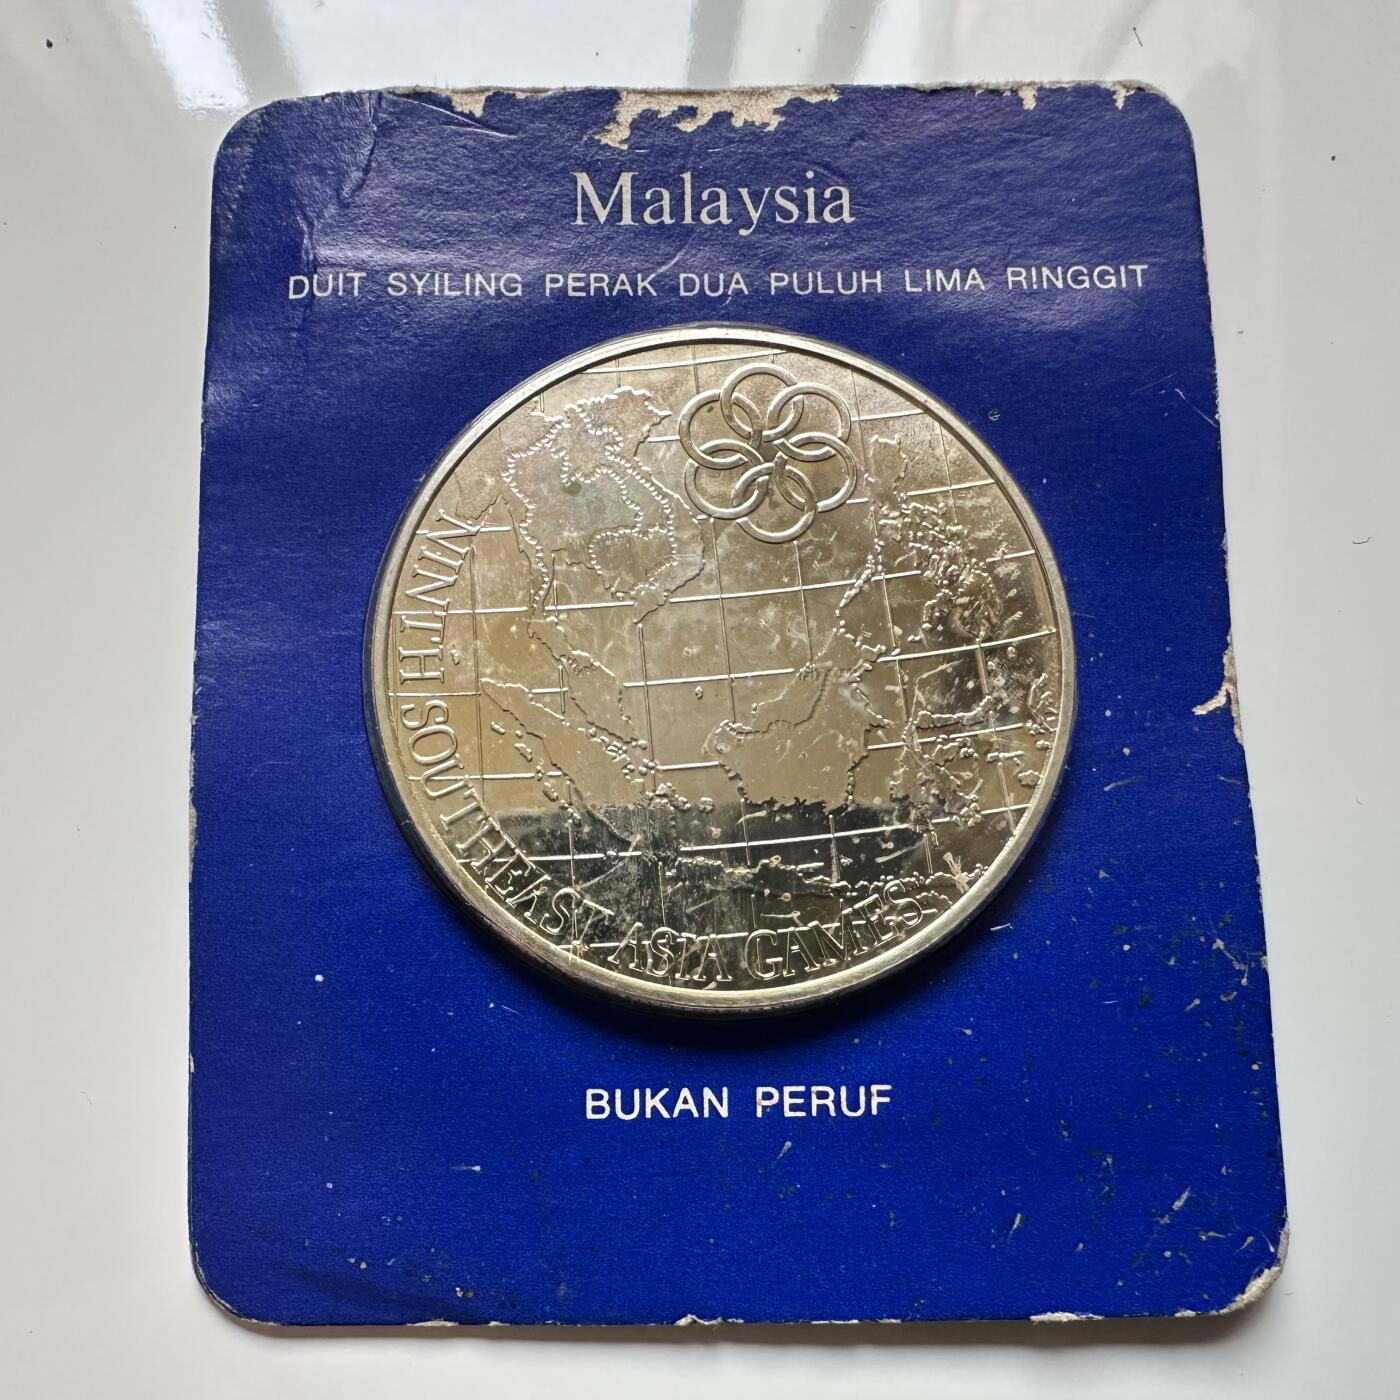 Malaysia
DUIT SYILING PERAK DUA PULUH LIMA RINGGIT
NINTH SOUTHEAST ASIA GAMES
BUKAN PERUF